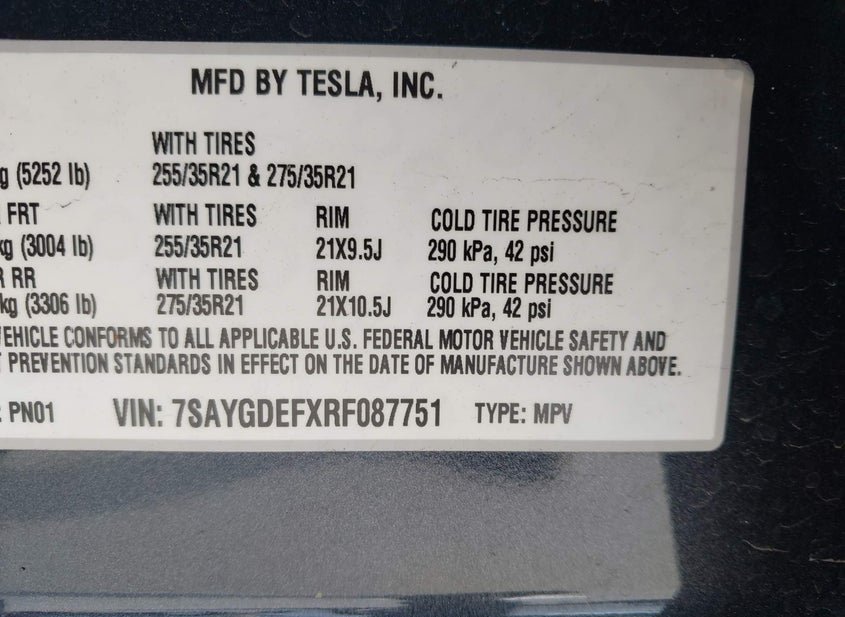 MFD BY TESLA, INC.
WITH TIRES
g (5252 lb) 255/35R21 & 275/35R21
FRT WITH TIRES RIM COLD TIRE PRESSURE
kg (3004 lb) 255/35R21 21X9.5J 290 kPa, 42 psi
R RR WITH TIRES RIM COLD TIRE PRESSURE
kg (3306 lb) 275/35R21 21X10.5J 290 kPa, 42 psi
VEHICLE CONFORMS TO ALL APPLICABLE U.S. FEDERAL MOTOR VEHICLE SAFETY AND
T PREVENTION STANDARDS IN EFFECT ON THE DATE OF MANUFACTURE SHOWN ABOVE.
: PN01 VIN: 7SAYGDEFXRF087751 TYPE: MPV